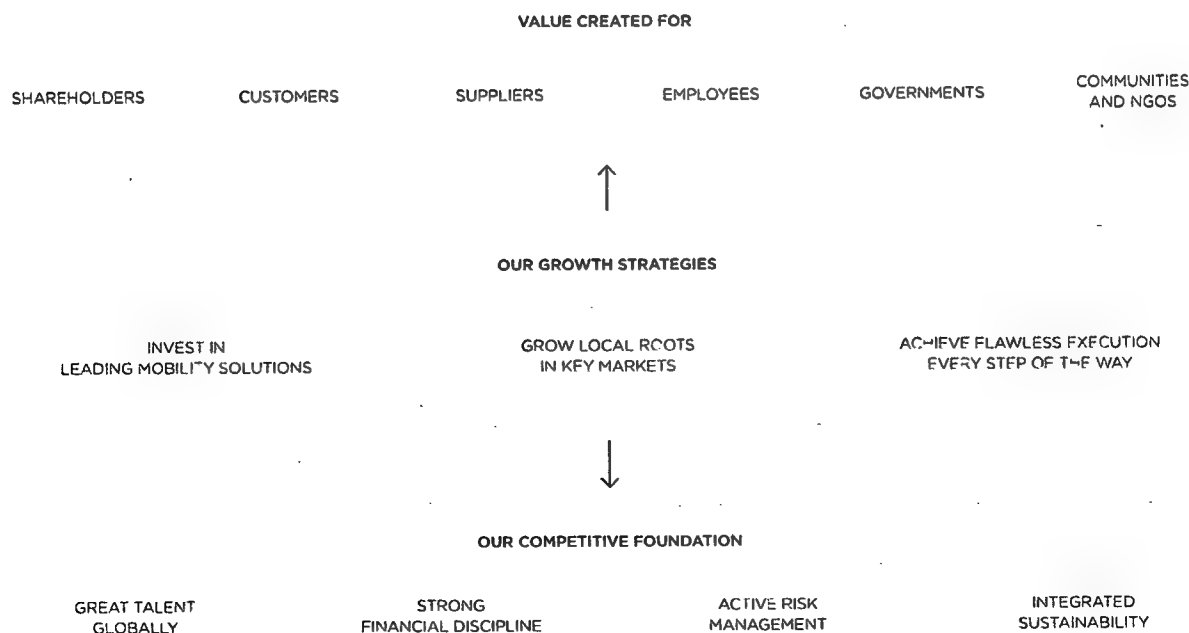 VALUE CREATED FOR
SHAREHOLDERS
CUSTOMERS
SUPPLIERS
EMPLOYEES
GOVERNMENTS
COMMUNITIES
AND NGOS
OUR GROWTH STRATEGIES
INVEST IN
LEADING MOBILITY SOLUTIONS
GROW LOCAL ROOTS
IN KEY MARKETS
ACHIEVE FLAWLESS EXECUTION
EVERY STEP OF THE WAY
OUR COMPETITIVE FOUNDATION
GREAT TALENT
GLOBALLY
STRONG
FINANCIAL DISCIPLINE
ACTIVE RISK
MANAGEMENT
INTEGRATED
SUSTAINABILITY